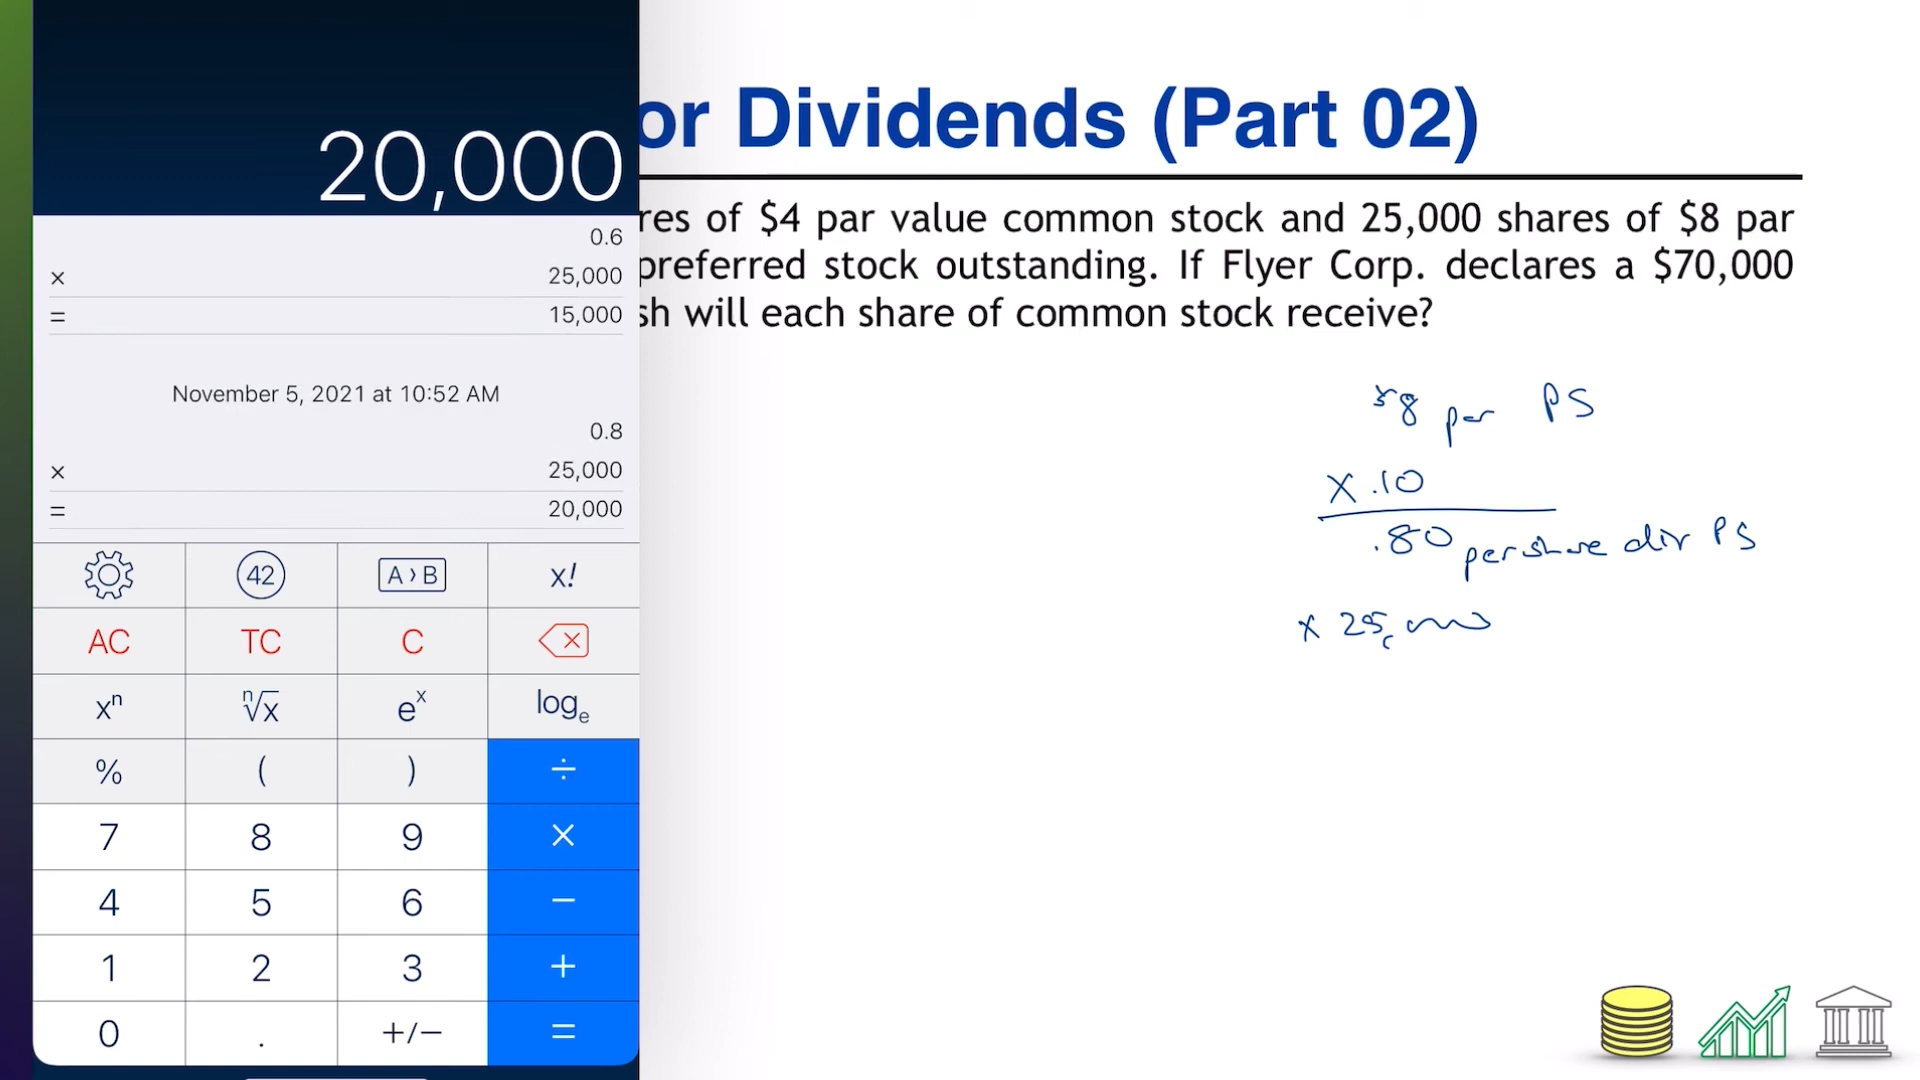 20,000
0.6
× 25,000
= 15,000
November 5, 2021 at 10:52 AM
0.8
× 25,000
= 20,000
42 A › B x!
AC TC C
xⁿ ⁿ√x eˣ logₑ
% ( ) ÷
7 8 9 ×
4 5 6 −
1 2 3 +
0 . +/− =
or Dividends (Part 02)
res of $4 par value common stock and 25,000 shares of $8 par
preferred stock outstanding. If Flyer Corp. declares a $70,000
sh will each share of common stock receive?
$8 per PS
X .10
.80 per share div PS
x 25,000